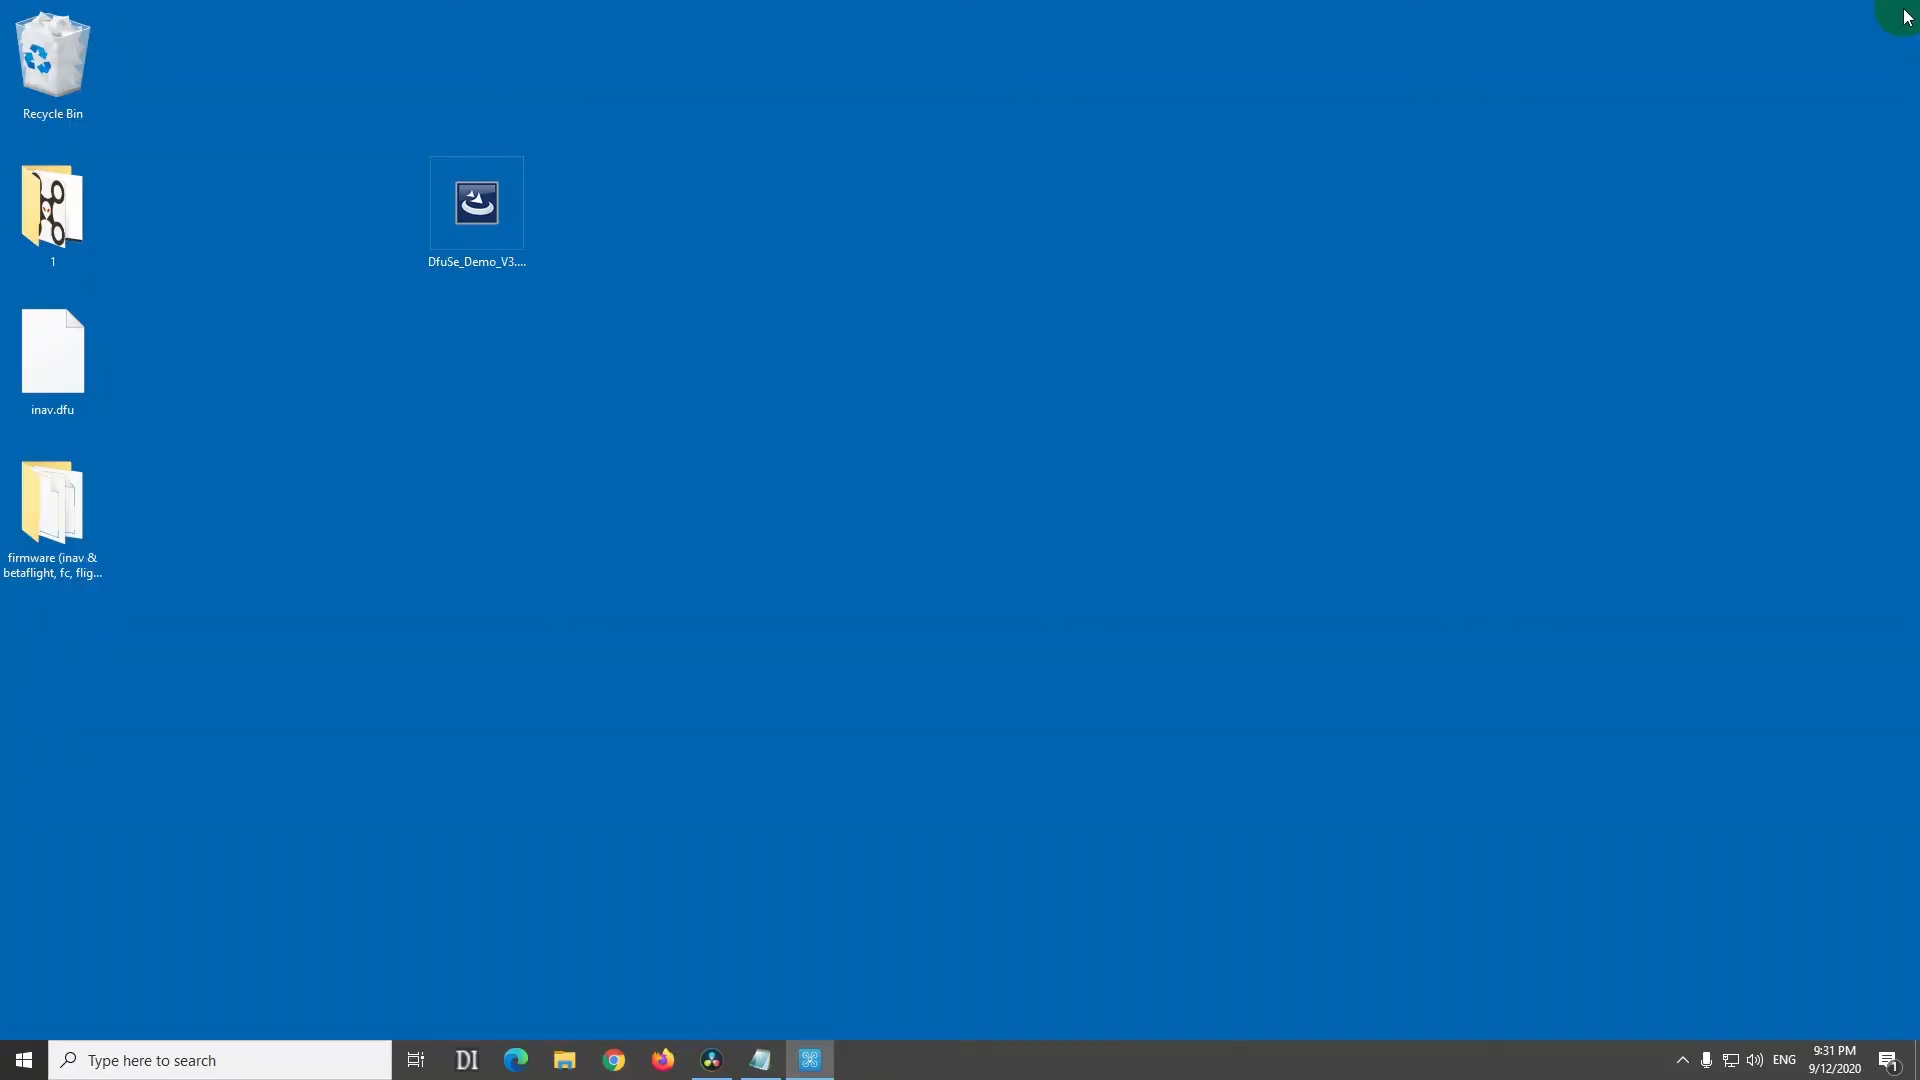 Recycle Bin
1
inav.dfu
firmware (inav &
betaflight, fc, flig...
DfuSe_Demo_V3....
Type here to search
DI
ENG
9:31 PM
9/12/2020
1